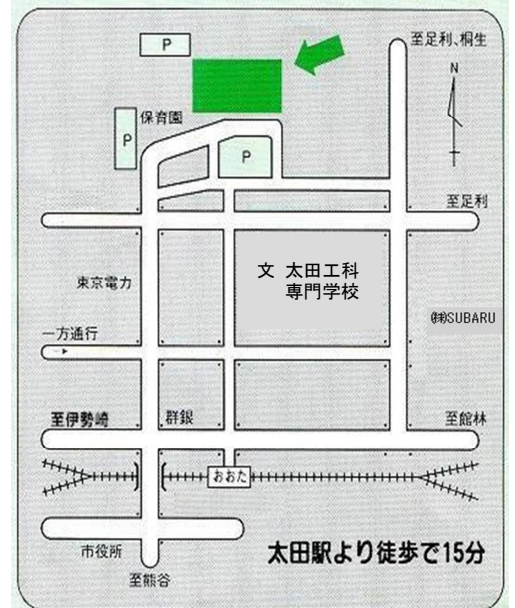 P
至足利、桐生
N
保育園
P
P
至足利
文 太田工科
専門学校
東京電力
㈱SUBARU
一方通行
至伊勢崎
群銀
至館林
おおた
市役所
太田駅より徒歩で15分
至熊谷